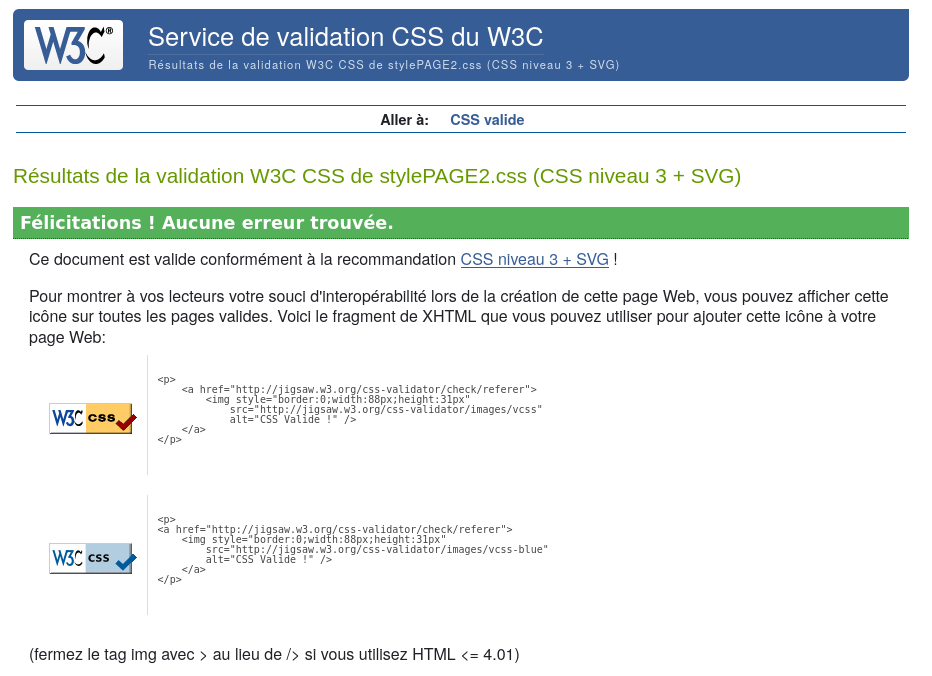 W3C®
Service de validation CSS du W3C
Résultats de la validation W3C CSS de stylePAGE2.css (CSS niveau 3 + SVG)
Aller à: CSS valide
Résultats de la validation W3C CSS de stylePAGE2.css (CSS niveau 3 + SVG)
Félicitations ! Aucune erreur trouvée.
Ce document est valide conformément à la recommandation CSS niveau 3 + SVG !
Pour montrer à vos lecteurs votre souci d'interopérabilité lors de la création de cette page Web, vous pouvez afficher cette
icône sur toutes les pages valides. Voici le fragment de XHTML que vous pouvez utiliser pour ajouter cette icône à votre
page Web:
W3C css
<p>
    <a href="http://jigsaw.w3.org/css-validator/check/referer">
        <img style="border:0;width:88px;height:31px"
            src="http://jigsaw.w3.org/css-validator/images/vcss"
            alt="CSS Valide !" />
    </a>
</p>
W3C css
<p>
<a href="http://jigsaw.w3.org/css-validator/check/referer">
    <img style="border:0;width:88px;height:31px"
        src="http://jigsaw.w3.org/css-validator/images/vcss-blue"
        alt="CSS Valide !" />
    </a>
</p>
(fermez le tag img avec > au lieu de /> si vous utilisez HTML <= 4.01)